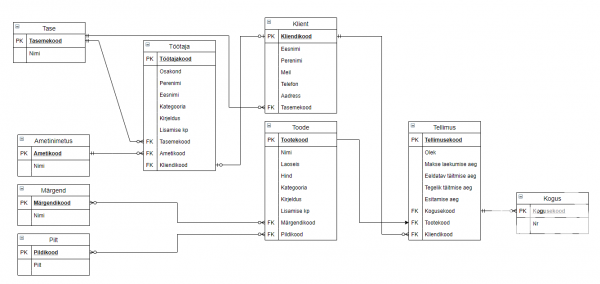 Tase
PK Tasemekood
Nimi
Töötaja
PK Töötajakood
Osakond
Perenimi
Eesnimi
Kategooria
Kirjeldus
Lisamise kp
FK Tasemekood
FK Ametikood
FK Kliendikood
Klient
PK Kliendikood
Eesnimi
Perenimi
Meil
Telefon
Aadress
FK Tasemekood
Ametinimetus
PK Ametikood
Nimi
Märgend
PK Märgendikood
Nimi
Pilt
PK Pildikood
Pilt
Toode
PK Tootekood
Nimi
Laoseis
Hind
Kategooria
Kirjeldus
Lisamise kp
FK Märgendikood
FK Pildikood
Tellimus
PK Tellimusekood
Olek
Makse laekumise aeg
Eeldatav täitmise aeg
Tegelik täitmise aeg
Esitamise aeg
FK Kogusekood
FK Tootekood
FK Kliendikood
Kogus
PK Kogusekood
Nr